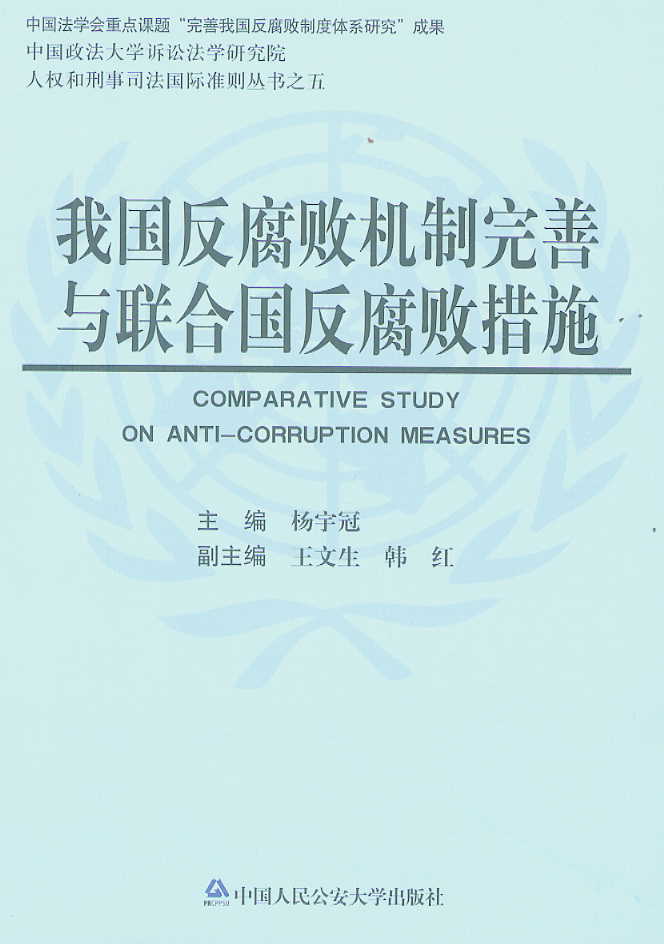 中国法学会重点课题“完善我国反腐败制度体系研究”成果
中国政法大学诉讼法学研究院
人权和刑事司法国际准则丛书之五
我国反腐败机制完善
与联合国反腐败措施
COMPARATIVE STUDY
ON ANTI–CORRUPTION MEASURES
主 编 杨宇冠
副主编 王文生 韩 红
PRCPPSU
中国人民公安大学出版社